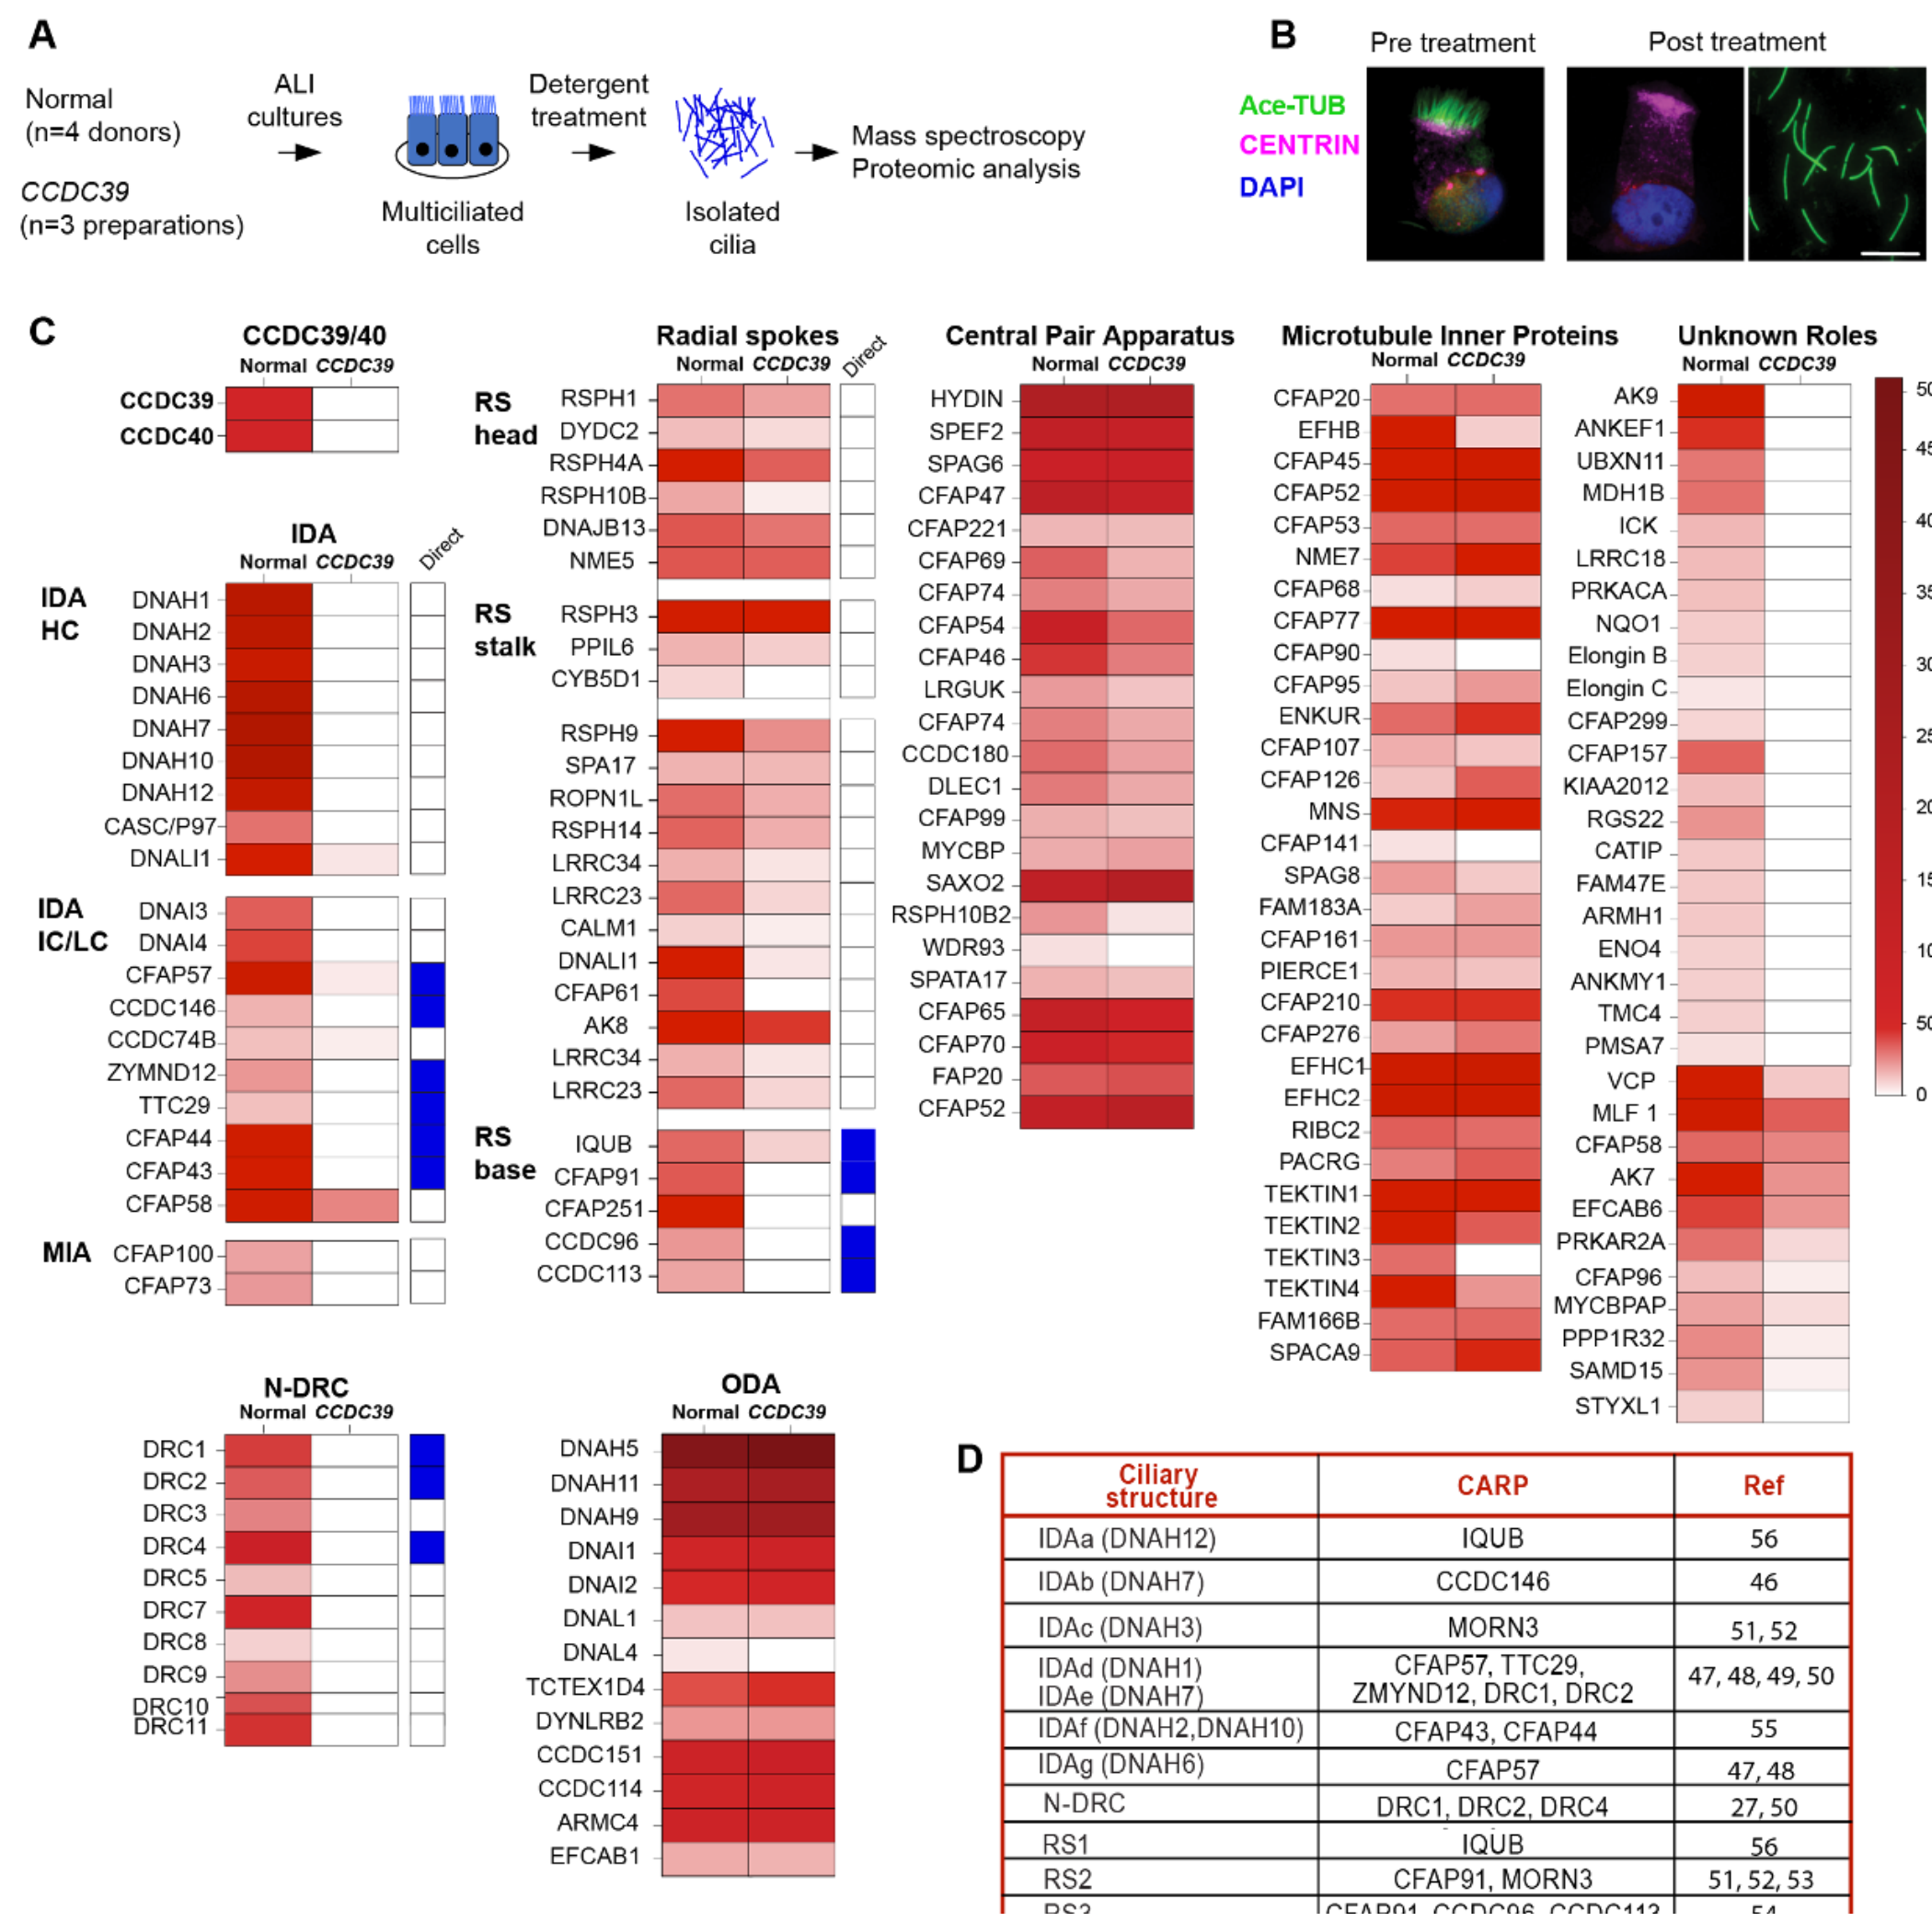 A
Normal
(n=4 donors)
CCDC39
(n=3 preparations)
ALI
cultures
Multiciliated
cells
Detergent
treatment
Isolated
cilia
Mass spectroscopy
Proteomic analysis
B
Pre treatment
Post treatment
Ace-TUB
CENTRIN
DAPI
C
CCDC39/40
Normal CCDC39
CCDC39
CCDC40
IDA
Normal CCDC39
Direct
IDA
HC
DNAH1
DNAH2
DNAH3
DNAH6
DNAH7
DNAH10
DNAH12
CASC/P97
DNALI1
IDA
IC/LC
DNAI3
DNAI4
CFAP57
CCDC146
CCDC74B
ZYMND12
TTC29
CFAP44
CFAP43
CFAP58
MIA
CFAP100
CFAP73
N-DRC
Normal CCDC39
DRC1
DRC2
DRC3
DRC4
DRC5
DRC7
DRC8
DRC9
DRC10
DRC11
Radial spokes
Normal CCDC39
Direct
RS
head
RSPH1
DYDC2
RSPH4A
RSPH10B
DNAJB13
NME5
RS
stalk
RSPH3
PPIL6
CYB5D1
RSPH9
SPA17
ROPN1L
RSPH14
LRRC34
LRRC23
CALM1
DNALI1
CFAP61
AK8
LRRC34
LRRC23
RS
base
IQUB
CFAP91
CFAP251
CCDC96
CCDC113
ODA
Normal CCDC39
DNAH5
DNAH11
DNAH9
DNAI1
DNAI2
DNAL1
DNAL4
TCTEX1D4
DYNLRB2
CCDC151
CCDC114
ARMC4
EFCAB1
Central Pair Apparatus
Normal CCDC39
HYDIN
SPEF2
SPAG6
CFAP47
CFAP221
CFAP69
CFAP74
CFAP54
CFAP46
LRGUK
CFAP74
CCDC180
DLEC1
CFAP99
MYCBP
SAXO2
RSPH10B2
WDR93
SPATA17
CFAP65
CFAP70
FAP20
CFAP52
Microtubule Inner Proteins
Normal CCDC39
CFAP20
EFHB
CFAP45
CFAP52
CFAP53
NME7
CFAP68
CFAP77
CFAP90
CFAP95
ENKUR
CFAP107
CFAP126
MNS
CFAP141
SPAG8
FAM183A
CFAP161
PIERCE1
CFAP210
CFAP276
EFHC1
EFHC2
RIBC2
PACRG
TEKTIN1
TEKTIN2
TEKTIN3
TEKTIN4
FAM166B
SPACA9
Unknown Roles
Normal CCDC39
AK9
ANKEF1
UBXN11
MDH1B
ICK
LRRC18
PRKACA
NQO1
Elongin B
Elongin C
CFAP299
CFAP157
KIAA2012
RGS22
CATIP
FAM47E
ARMH1
ENO4
ANKMY1
TMC4
PMSA7
VCP
MLF 1
CFAP58
AK7
EFCAB6
PRKAR2A
CFAP96
MYCBPAP
PPP1R32
SAMD15
STYXL1
0
D
Ciliary structure CARP Ref
IDAa (DNAH12) IQUB 56
IDAb (DNAH7) CCDC146 46
IDAc (DNAH3) MORN3 51, 52
IDAd (DNAH1) CFAP57, TTC29,
IDAe (DNAH7) ZMYND12, DRC1, DRC2 47, 48, 49, 50
IDAf (DNAH2,DNAH10) CFAP43, CFAP44 55
IDAg (DNAH6) CFAP57 47, 48
N-DRC DRC1, DRC2, DRC4 27, 50
RS1 IQUB 56
RS2 CFAP91, MORN3 51, 52, 53
RS3 CFAP91, CCDC96, CCDC113 54